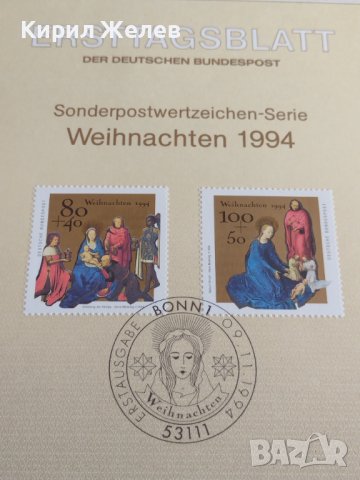 Кирил Желев
ERSTTAGSBLATT
DER DEUTSCHEN BUNDESPOST
Sonderpostwertzeichen-Serie
Weihnachten 1994
Weihnachten 1994
80
+40
DEUTSCHE BUNDESPOST
Weihnachten 1994
100
+
50
DEUTSCHE BUNDESPOST
ERSTAUSGABE BONN 1 09.11.1994
Weihnachten
53111
bazar.bg